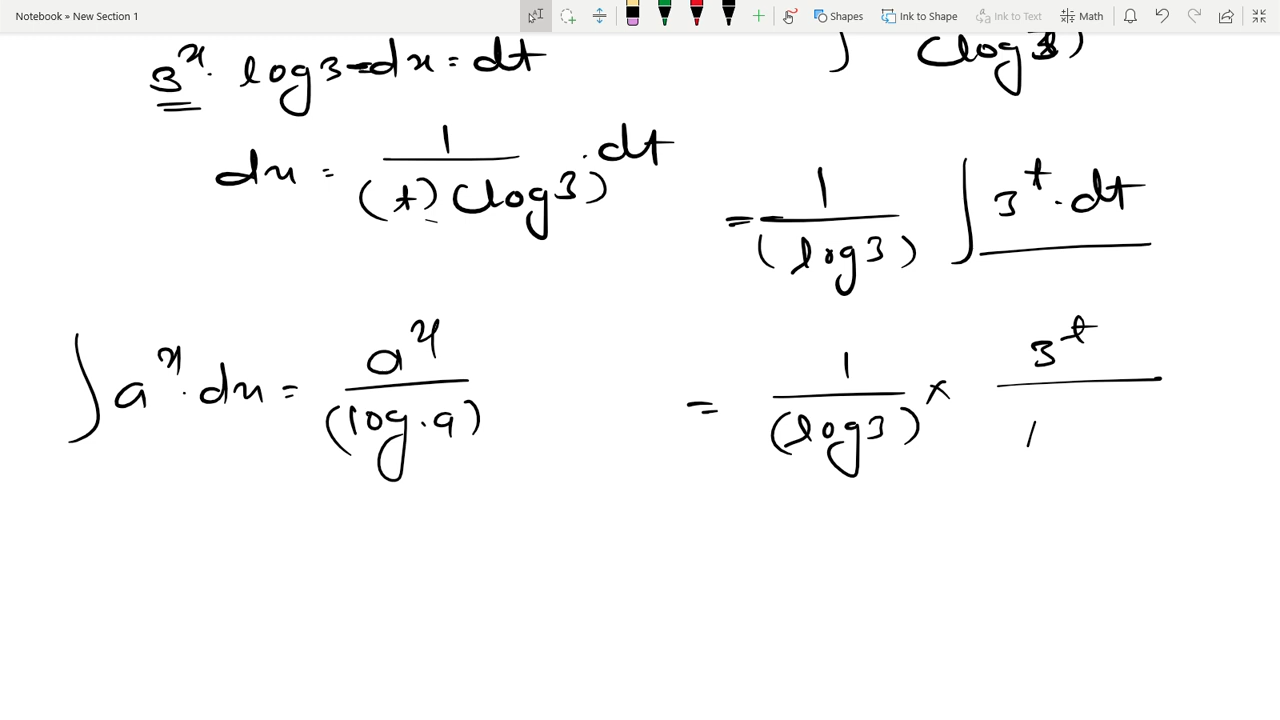 Notebook » New Section 1
Shapes Ink to Shape Ink to Text Math
3^x · log3 dx = dt
∫ (log3)
dx = 1/((t)(log3)) · dt
= 1/(log3) ∫ 3^t · dt
∫ a^x · dx = a^x/(log·a)
= 1/(log3) × 3^t/